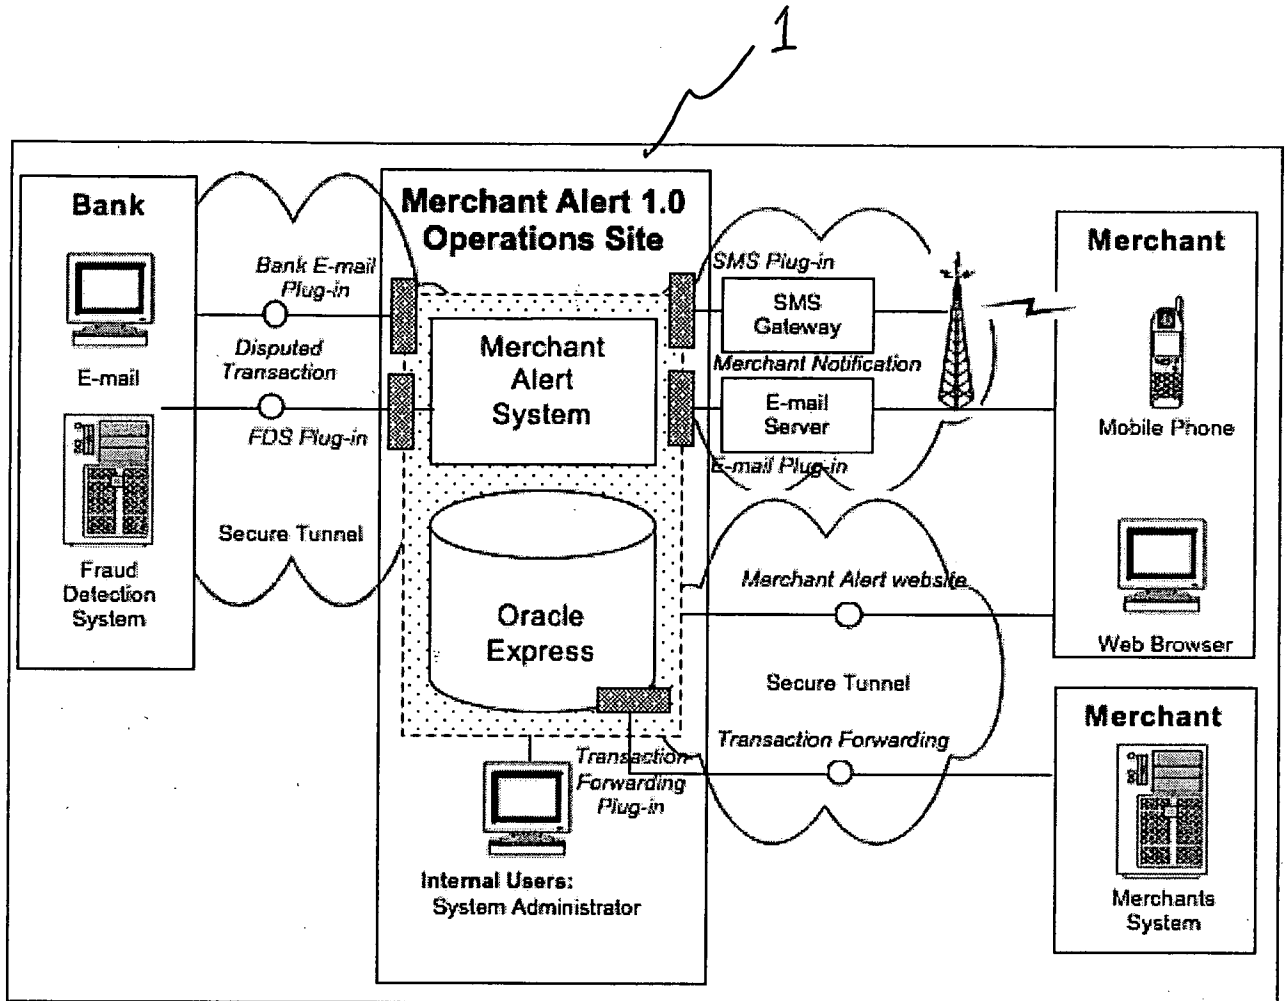 1
Bank
E-mail
Fraud
Detection
System
Bank E-mail
Plug-in
Disputed
Transaction
FDS Plug-in
Secure Tunnel
Merchant Alert 1.0
Operations Site
Merchant
Alert
System
Oracle
Express
Transaction
Forwarding
Plug-in
Internal Users:
System Administrator
SMS Plug-in
SMS
Gateway
Merchant Notification
E-mail
Server
E-mail Plug-in
Merchant Alert website
Secure Tunnel
Transaction Forwarding
Merchant
Mobile Phone
Web Browser
Merchant
Merchants
System